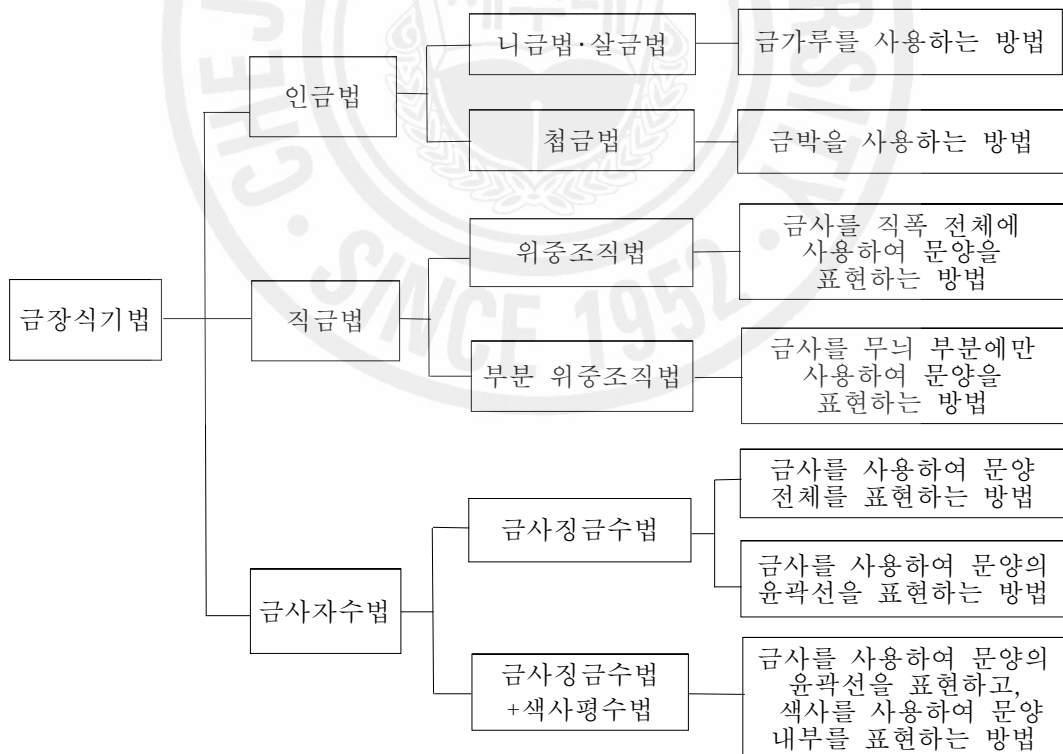 금장식기법
인금법
니금법·살금법
금가루를 사용하는 방법
첩금법
금박을 사용하는 방법
직금법
위중조직법
금사를 직폭 전체에
사용하여 문양을
표현하는 방법
부분 위중조직법
금사를 무늬 부분에만
사용하여 문양을
표현하는 방법
금사자수법
금사징금수법
금사를 사용하여 문양
전체를 표현하는 방법
금사를 사용하여 문양의
윤곽선을 표현하는 방법
금사징금수법
+색사평수법
금사를 사용하여 문양의
윤곽선을 표현하고,
색사를 사용하여 문양
내부를 표현하는 방법
SINCE 1952